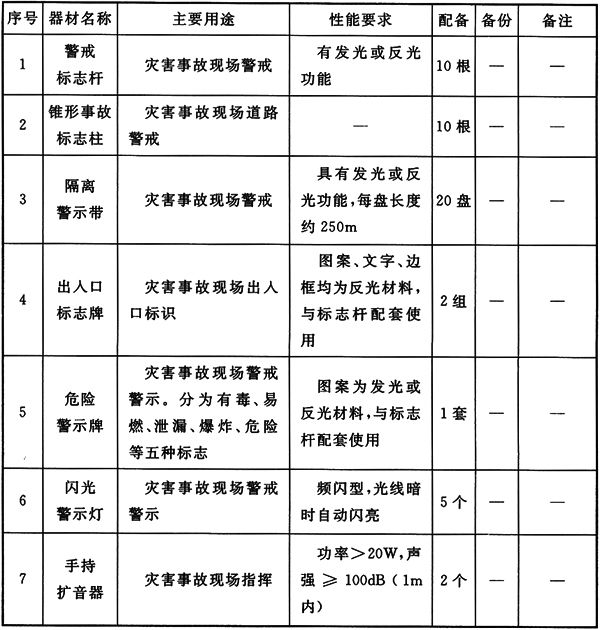 序号 器材名称 主要用途 性能要求 配备 备份 备注
1 警戒标志杆 灾害事故现场警戒 有发光或反光功能 10根 — —
2 锥形事故标志柱 灾害事故现场道路警戒 — 10根 — —
3 隔离警示带 灾害事故现场警戒 具有发光或反光功能,每盘长度约250m 20盘 — —
4 出入口标志牌 灾害事故现场出入口标识 图案、文字、边框均为反光材料,与标志杆配套使用 2组 — —
5 危险警示牌 灾害事故现场警戒警示。分为有毒、易燃、泄漏、爆炸、危险等五种标志 图案为发光或反光材料,与标志杆配套使用 1套 — —
6 闪光警示灯 灾害事故现场警戒警示 频闪型,光线暗时自动闪亮 5个 — —
7 手持扩音器 灾害事故现场指挥 功率>20W,声强≥100dB(1m内) 2个 — —